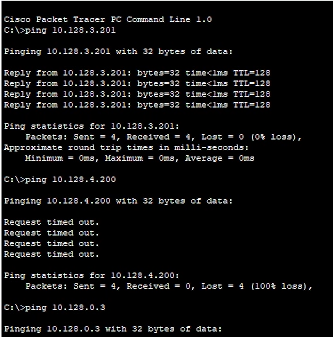 Cisco Packet Tracer PC Command Line 1.0
C:\>ping 10.128.3.201
Pinging 10.128.3.201 with 32 bytes of data:
Reply from 10.128.3.201: bytes=32 time<1ms TTL=128
Reply from 10.128.3.201: bytes=32 time<1ms TTL=128
Reply from 10.128.3.201: bytes=32 time<1ms TTL=128
Reply from 10.128.3.201: bytes=32 time<1ms TTL=128
Ping statistics for 10.128.3.201:
Packets: Sent = 4, Received = 4, Lost = 0 (0% loss),
Approximate round trip times in milli-seconds:
Minimum = 0ms, Maximum = 0ms, Average = 0ms
C:\>ping 10.128.4.200
Pinging 10.128.4.200 with 32 bytes of data:
Request timed out.
Request timed out.
Request timed out.
Request timed out.
Ping statistics for 10.128.4.200:
Packets: Sent = 4, Received = 0, Lost = 4 (100% loss),
C:\>ping 10.128.0.3
Pinging 10.128.0.3 with 32 bytes of data: